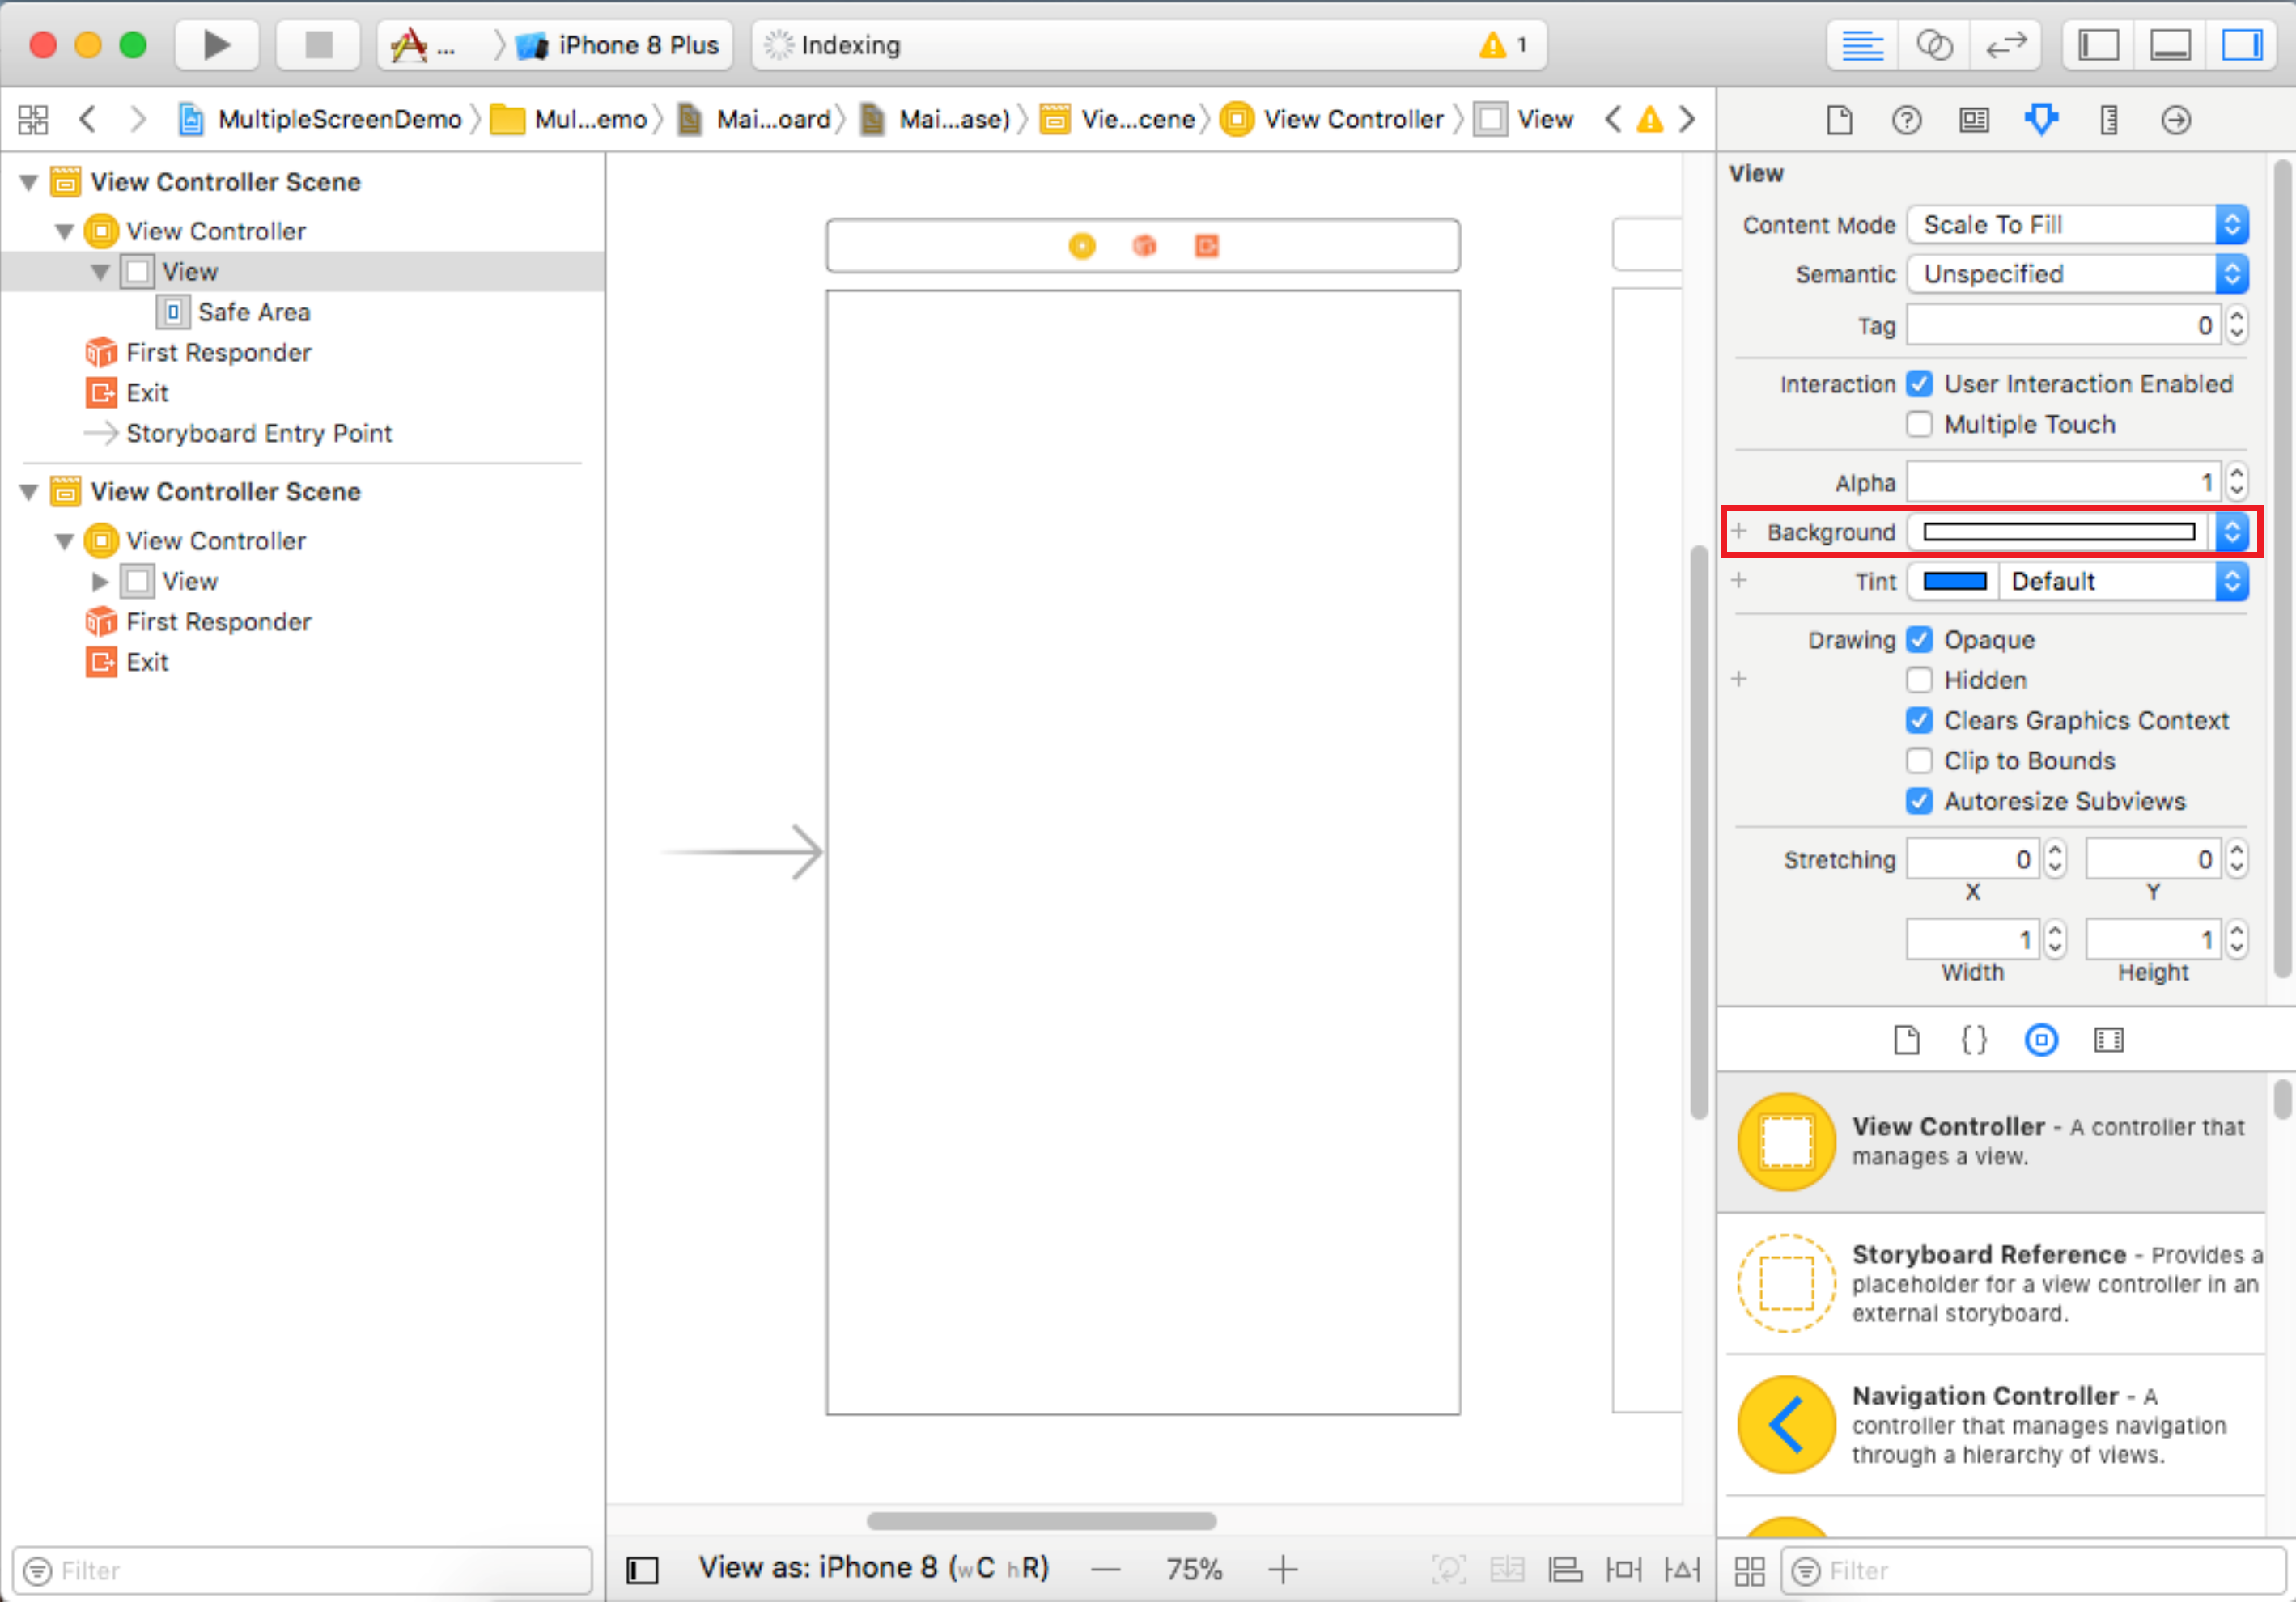 ... iPhone 8 Plus Indexing 1
MultipleScreenDemo Mul...emo Mai...oard Mai...ase) Vie...cene View Controller View
View Controller Scene
View Controller
View
Safe Area
First Responder
Exit
Storyboard Entry Point
View Controller Scene
View Controller
View
First Responder
Exit
Filter
View as: iPhone 8 (wC hR) — 75% +
View
Content Mode Scale To Fill
Semantic Unspecified
Tag 0
Interaction User Interaction Enabled
Multiple Touch
Alpha 1
+ Background
+ Tint Default
Drawing Opaque
+ Hidden
Clears Graphics Context
Clip to Bounds
Autoresize Subviews
Stretching 0 0
X Y
1 1
Width Height
{}
View Controller - A controller that
manages a view.
Storyboard Reference - Provides a
placeholder for a view controller in an
external storyboard.
Navigation Controller - A
controller that manages navigation
through a hierarchy of views.
Filter